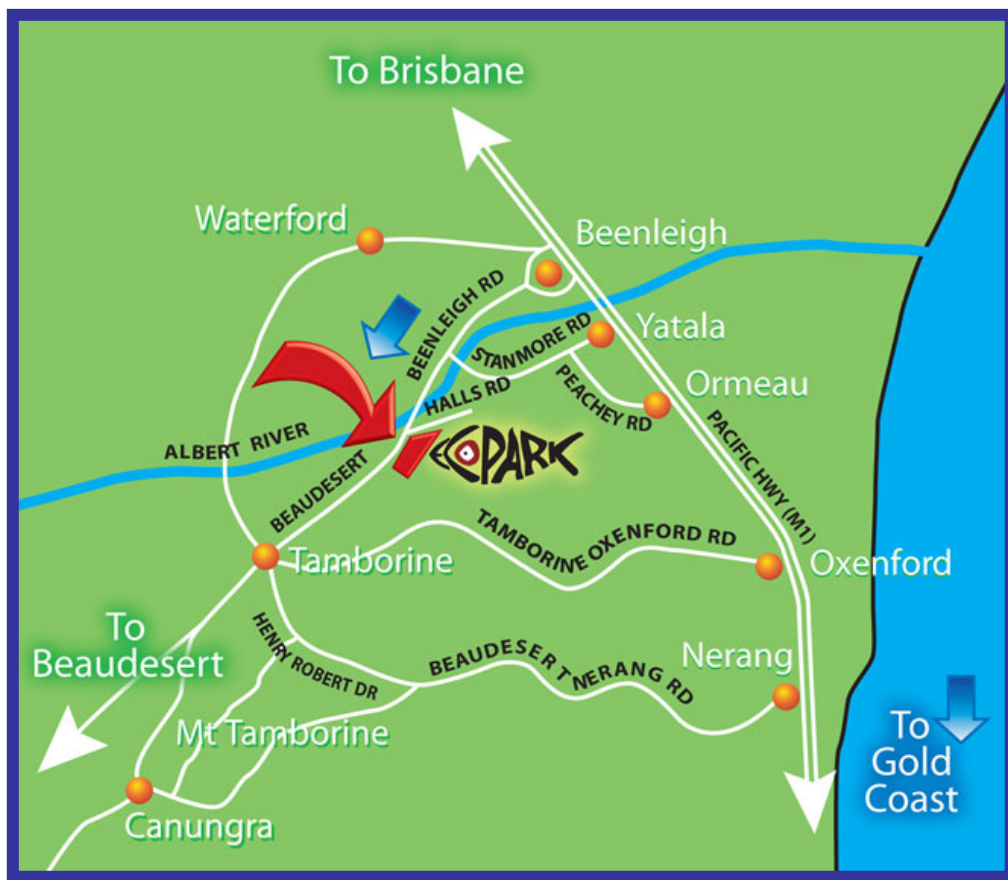 To Brisbane
Waterford
Beenleigh
BEENLEIGH RD
STANMORE RD
Yatala
HALLS RD
PEACHEY RD
Ormeau
ALBERT RIVER
ECOPARK
PACIFIC HWY (M1)
BEAUDESERT
TAMBORINE OXENFORD RD
Tamborine
Oxenford
To
Beaudesert
HENRY ROBERT DR
BEAUDESERT NERANG RD
Nerang
Mt Tamborine
To
Gold
Coast
Canungra